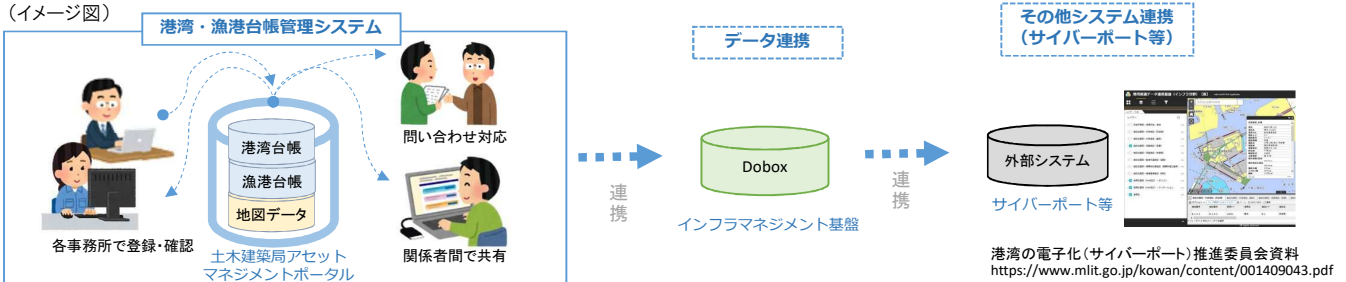 （イメージ図）
港湾・漁港台帳管理システム
データ連携
その他システム連携
（サイバーポート等）
港湾台帳
漁港台帳
地図データ
各事務所で登録・確認
土木建築局アセット
マネジメントポータル
問い合わせ対応
関係者間で共有
連携
Dobox
インフラマネジメント基盤
連携
外部システム
サイバーポート等
港湾の電子化（サイバーポート）推進委員会資料
https://www.mlit.go.jp/kowan/content/001409043.pdf